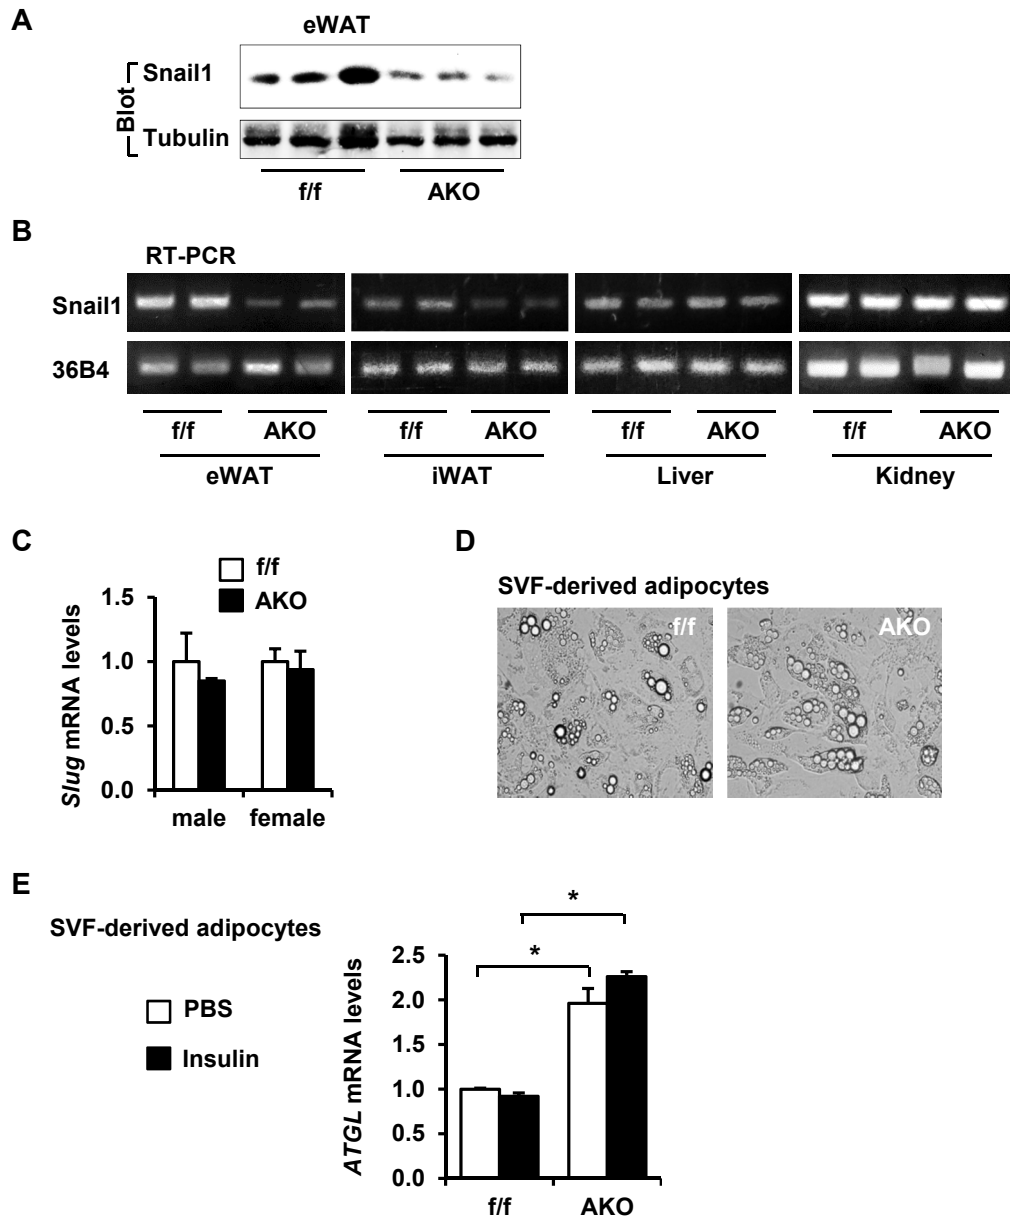 A
eWAT
Blot
Snail1
Tubulin
f/f AKO
B
RT-PCR
Snail1
36B4
f/f AKO f/f AKO f/f AKO f/f AKO
eWAT iWAT Liver Kidney
C
f/f
AKO
Slug mRNA levels
1.5
1.0
0.5
0.0
male female
D
SVF-derived adipocytes
f/f AKO
E
SVF-derived adipocytes
PBS
Insulin
*
*
ATGL mRNA levels
2.5
2.0
1.5
1.0
0.5
0.0
f/f AKO